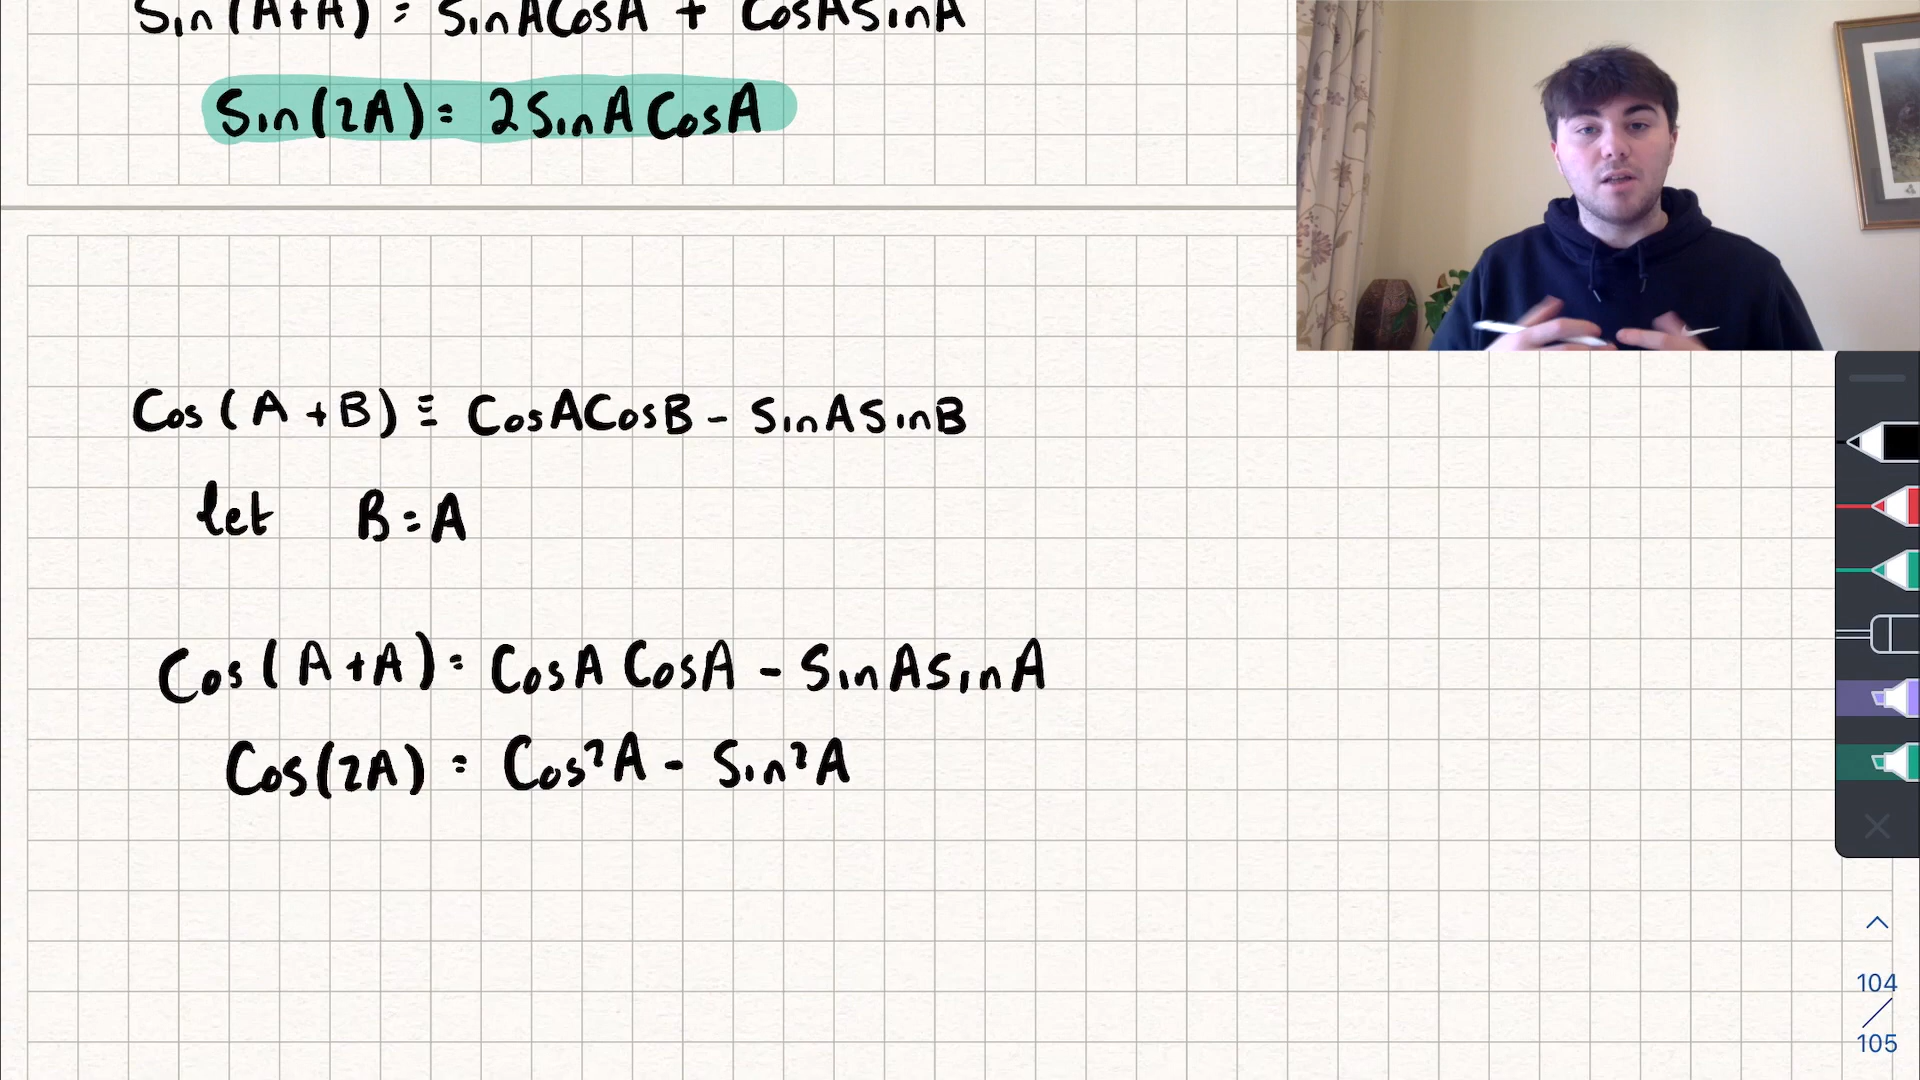 Sin(A+A) = SinACosA + CosASinA
Sin(2A) = 2SinACosA
Cos(A+B) ≡ CosACosB - SinASinB
let B=A
Cos(A+A) = CosACosA - SinASinA
Cos(2A) = Cos²A - Sin²A
104
/
105